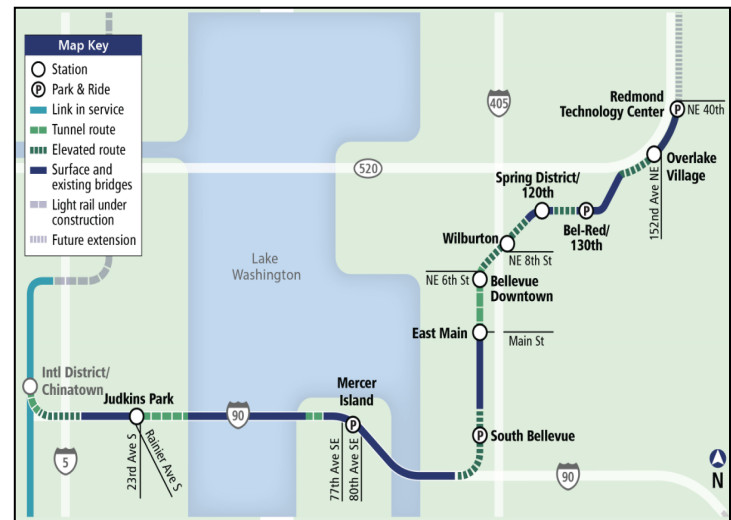 Map Key
Station
P Park & Ride
Link in service
Tunnel route
Elevated route
Surface and
existing bridges
Light rail under
construction
Future extension
405
520
Redmond
Technology Center
P
NE 40th
Overlake
Village
152nd Ave NE
Spring District/
120th
P
Bel-Red/
130th
Wilburton
NE 8th St
NE 6th St
Bellevue
Downtown
Lake
Washington
East Main
Main St
Intl District/
Chinatown
Judkins Park
Mercer
Island
90
P
P
South Bellevue
23rd Ave S
Rainier Ave S
77th Ave SE
80th Ave SE
5
90
N